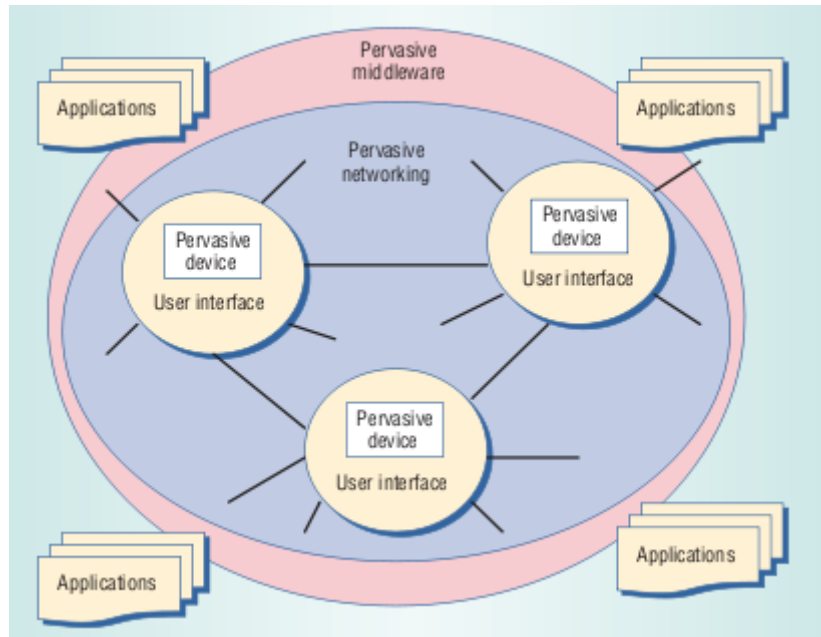 Pervasive
middleware
Applications
Applications
Pervasive
networking
Pervasive
device
User interface
Pervasive
device
User interface
Pervasive
device
User interface
Applications
Applications